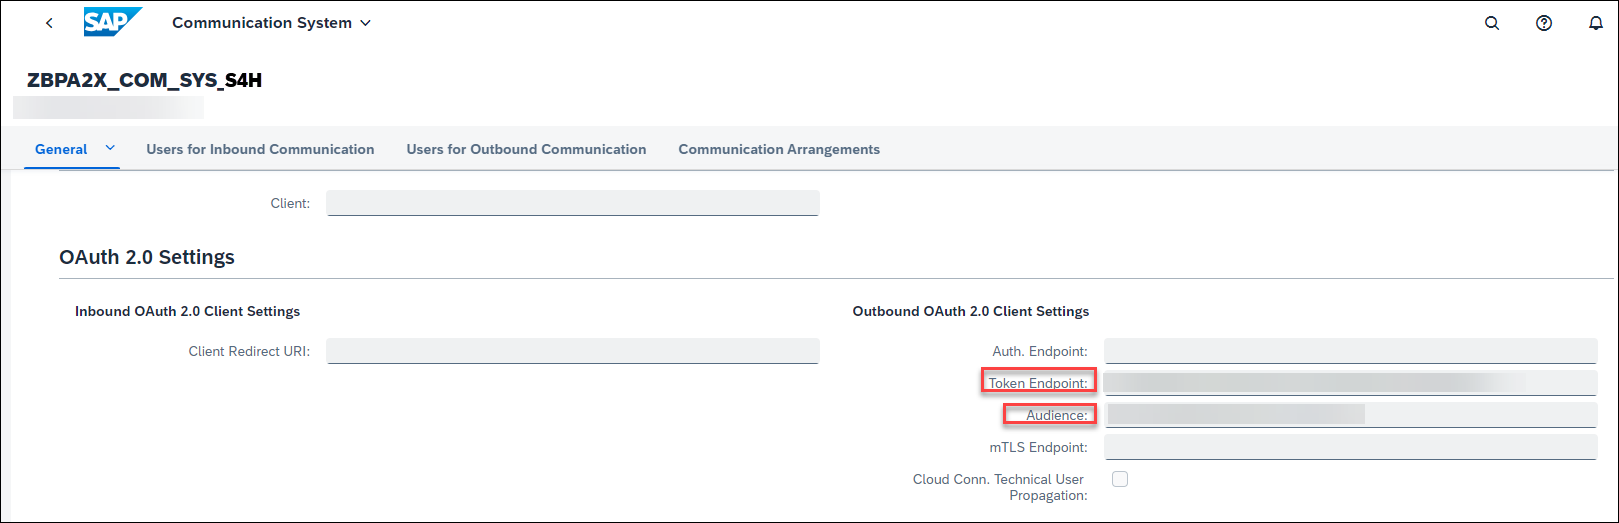 SAP Communication System
ZBPA2X_COM_SYS_S4H
General Users for Inbound Communication Users for Outbound Communication Communication Arrangements
Client:
OAuth 2.0 Settings
Inbound OAuth 2.0 Client Settings
Client Redirect URI:
Outbound OAuth 2.0 Client Settings
Auth. Endpoint:
Token Endpoint:
Audience:
mTLS Endpoint:
Cloud Conn. Technical User
Propagation: